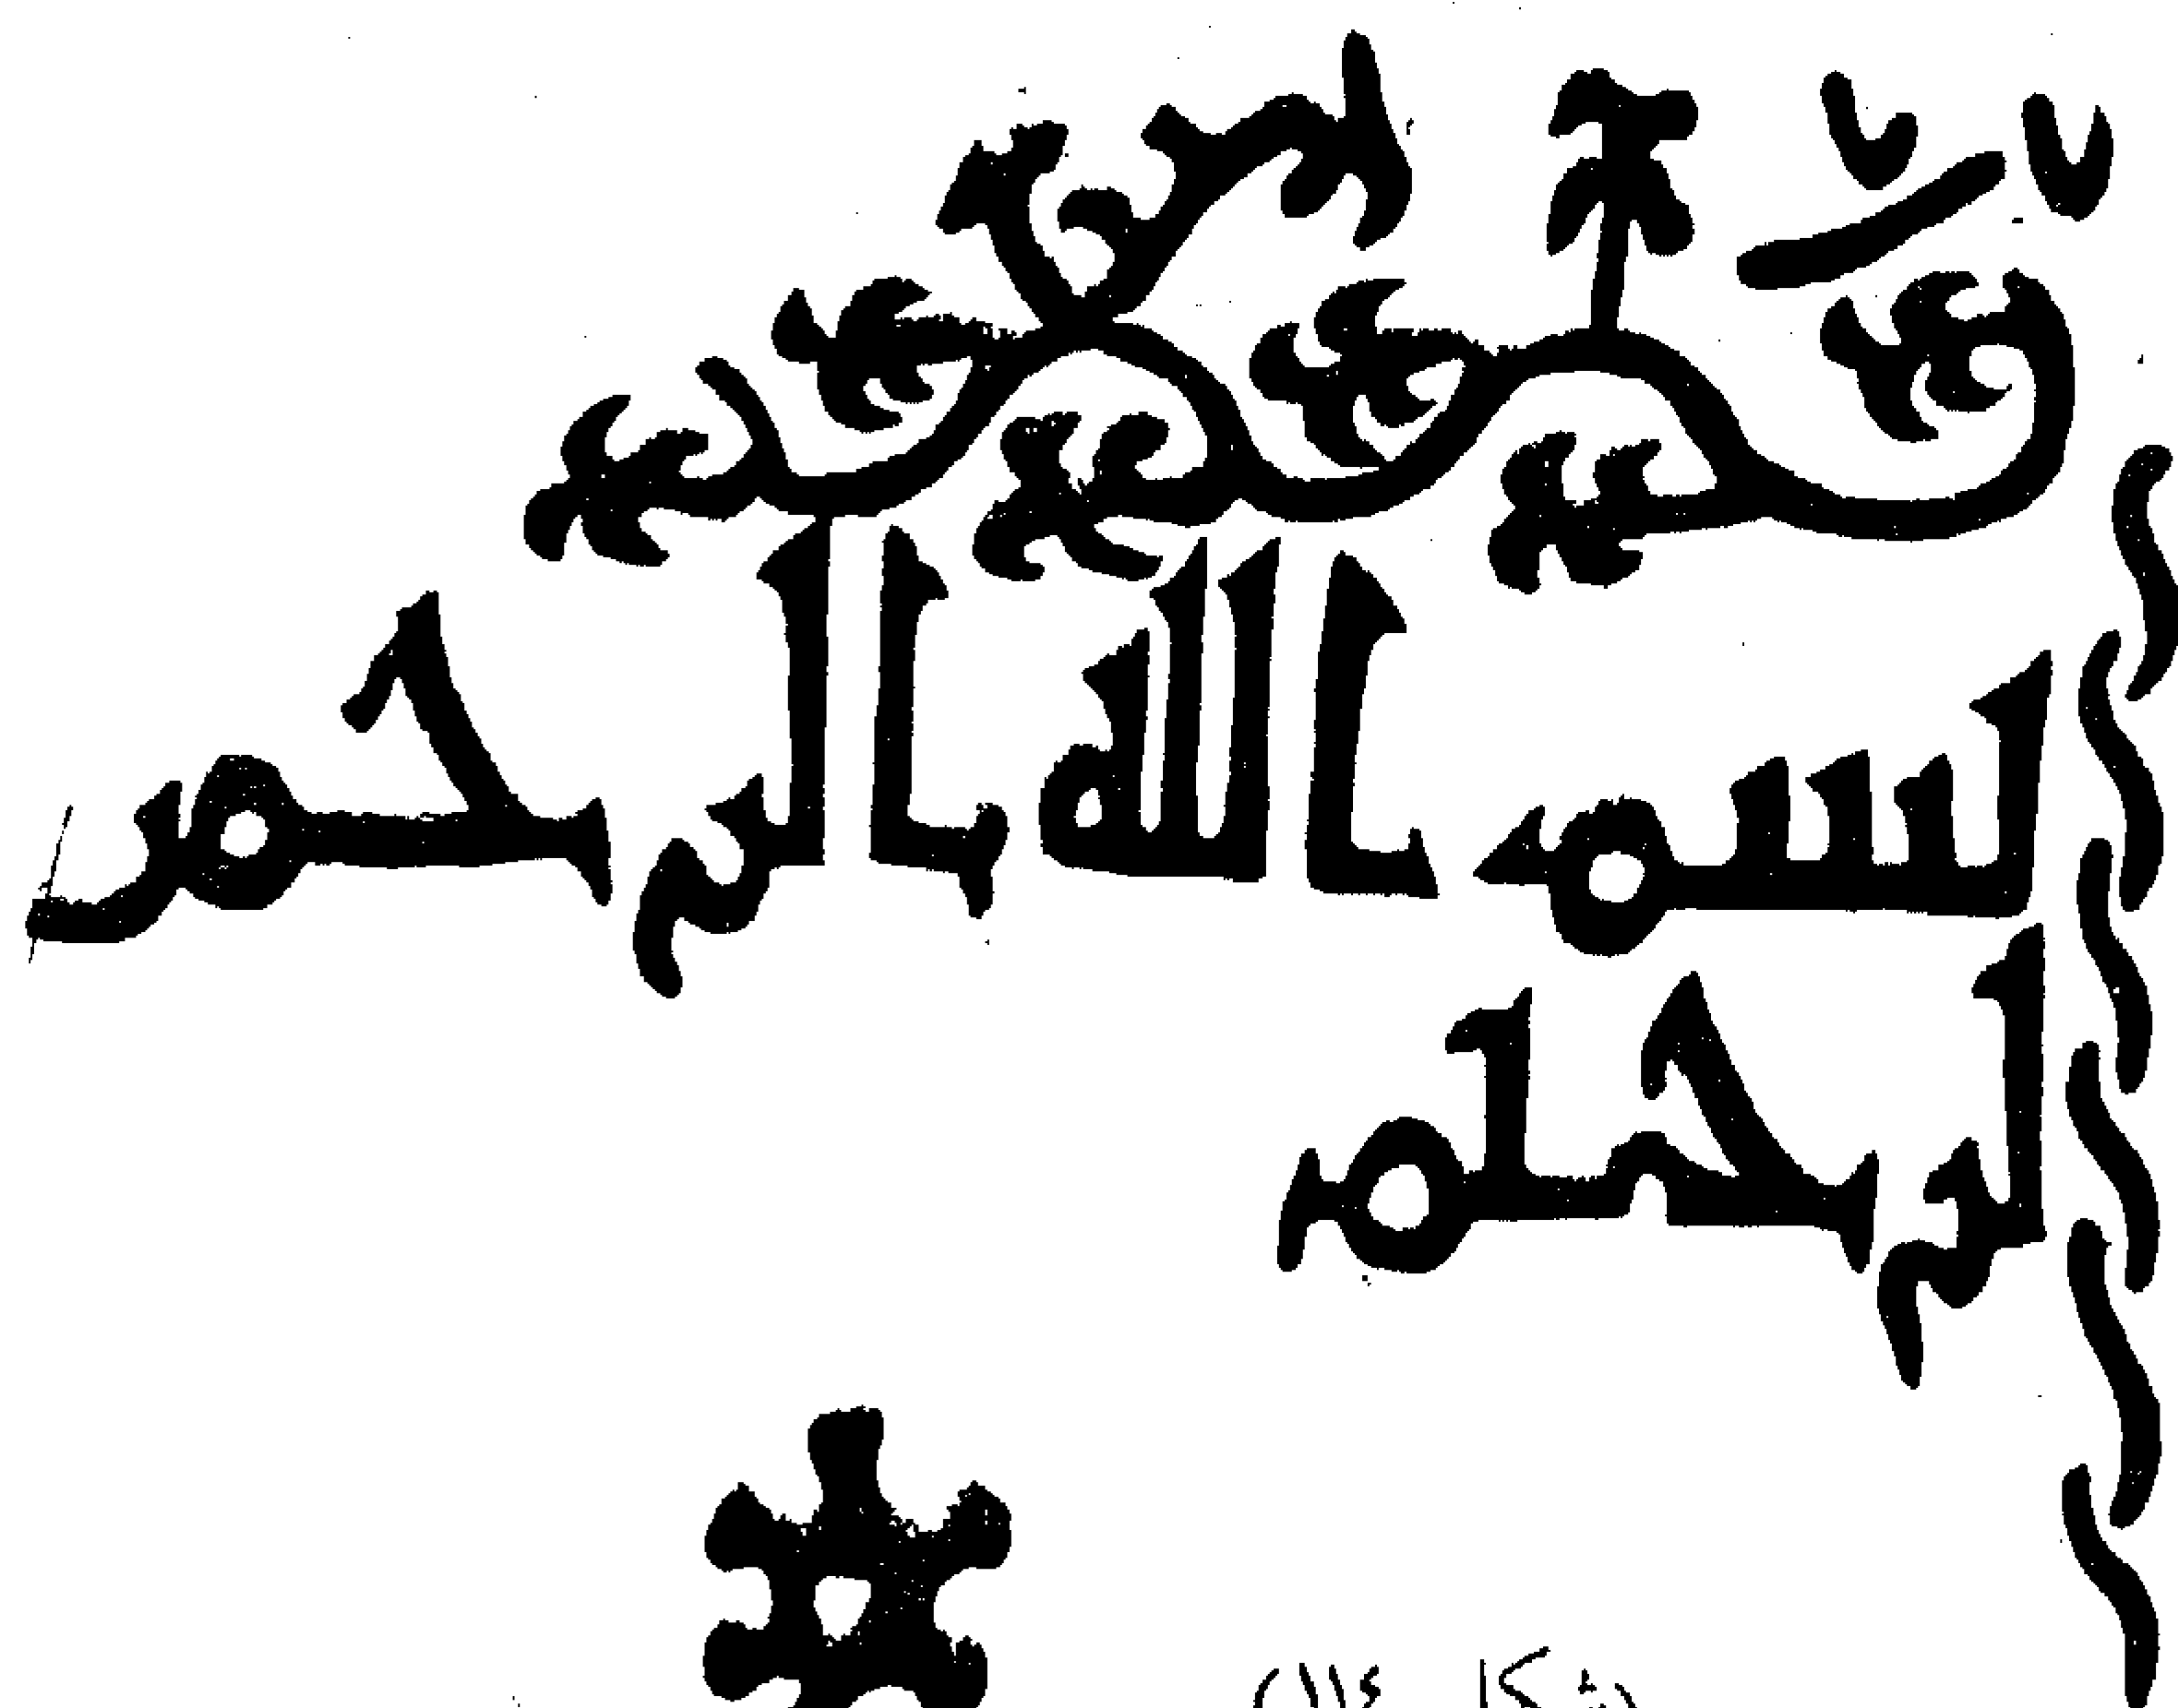 بسم الله الرحمن
الرحيم
(شكل ١١٤)